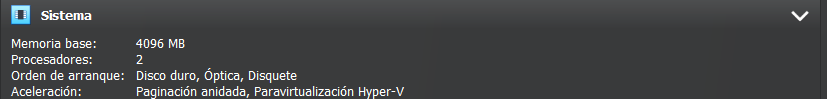 Sistema
Memoria base: 4096 MB
Procesadores: 2
Orden de arranque: Disco duro, Óptica, Disquete
Aceleración: Paginación anidada, Paravirtualización Hyper-V